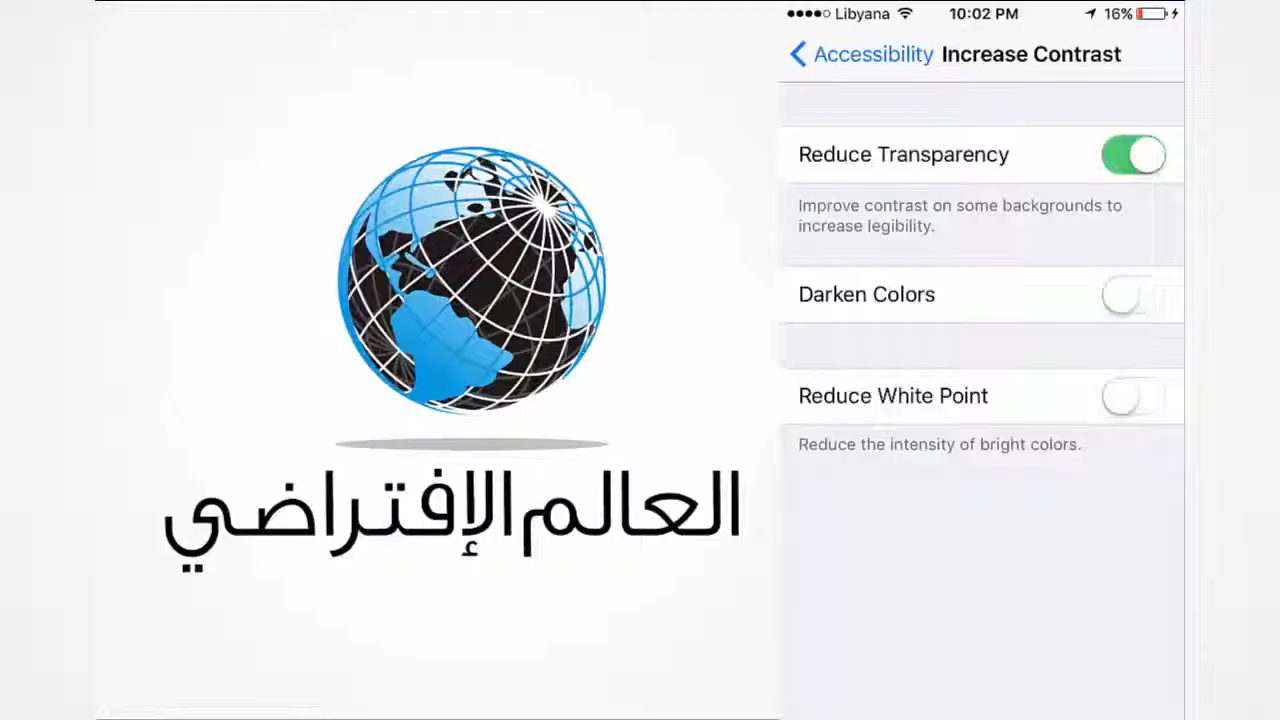 العالم الإفتراضي
Libyana 10:02 PM 16%
Accessibility Increase Contrast
Reduce Transparency
Improve contrast on some backgrounds to
increase legibility.
Darken Colors
Reduce White Point
Reduce the intensity of bright colors.